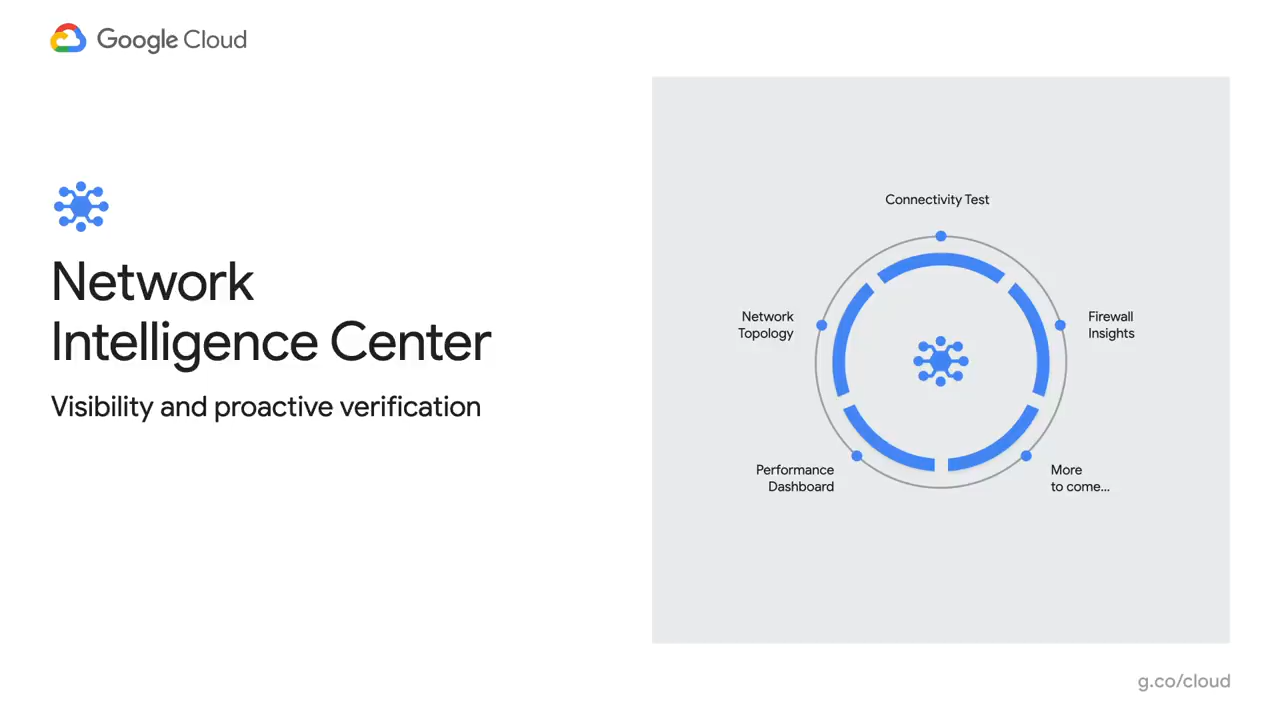 Google Cloud
Network
Intelligence Center
Visibility and proactive verification
Connectivity Test
Network
Topology
Firewall
Insights
Performance
Dashboard
More
to come...
g.co/cloud